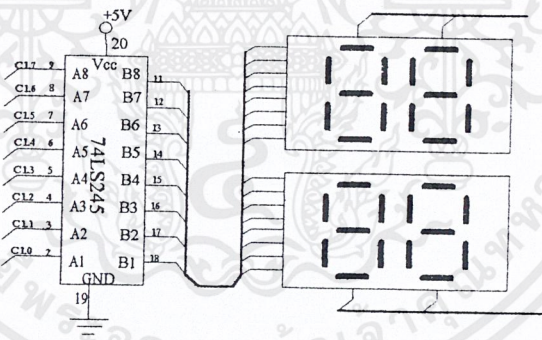 +5V
20
Vcc
C1.7 9 A8 B8 11
C1.6 8 A7 B7 12
C1.5 7 A6 B6 13
C1.4 6 A5 B5 14
C1.3 5 A4 B4 15
C1.2 4 A3 B3 16
C1.1 3 A2 B2 17
C1.0 2 A1 B1 18
74LS245
GND
19